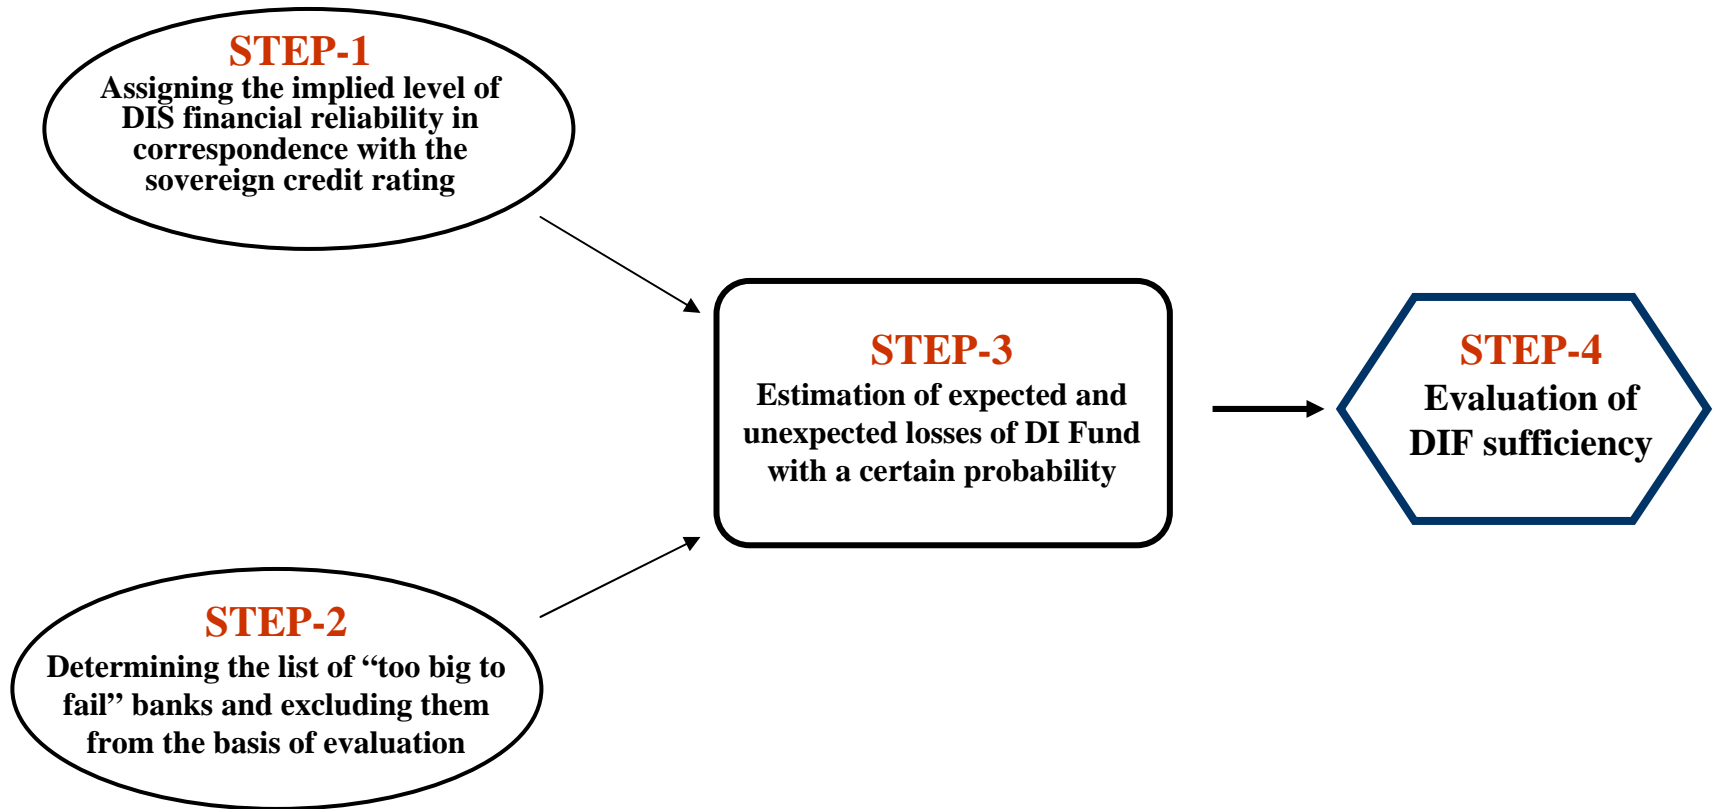 STEP-1
Assigning the implied level of
DIS financial reliability in
correspondence with the
sovereign credit rating
STEP-2
Determining the list of “too big to
fail” banks and excluding them
from the basis of evaluation
STEP-3
Estimation of expected and
unexpected losses of DI Fund
with a certain probability
STEP-4
Evaluation of
DIF sufficiency